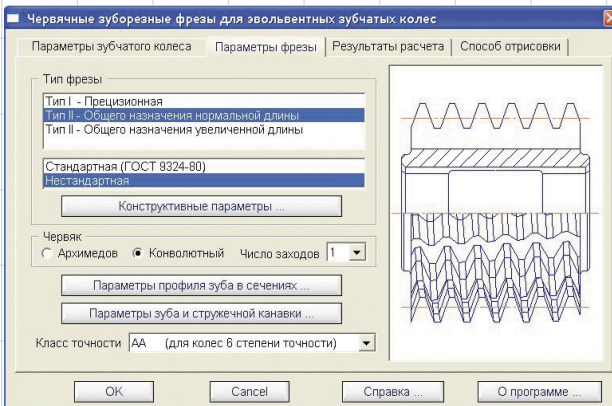 Червячные зуборезные фрезы для эвольвентных зубчатых колес
Параметры зубчатого колеса Параметры фрезы Результаты расчета Способ отрисовки
Тип фрезы
Тип I - Прецизионная
Тип II - Общего назначения нормальной длины
Тип II - Общего назначения увеличенной длины
Стандартная (ГОСТ 9324-80)
Нестандартная
Конструктивные параметры ...
Червяк
Архимедов Конволютный Число заходов 1
Параметры профиля зуба в сечениях ...
Параметры зуба и стружечной канавки ...
Класс точности AA (для колес 6 степени точности)
OK Cancel Справка ... О программе ...